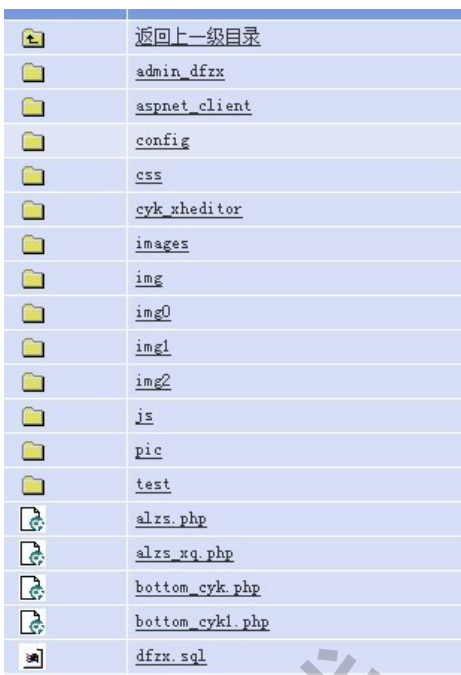 返回上一级目录
admin_dfzx
aspnet_client
config
css
cyk_xheditor
images
img
img0
img1
img2
js
pic
test
alzs.php
alzs_xq.php
bottom_cyk.php
bottom_cyk1.php
dfzx.sql